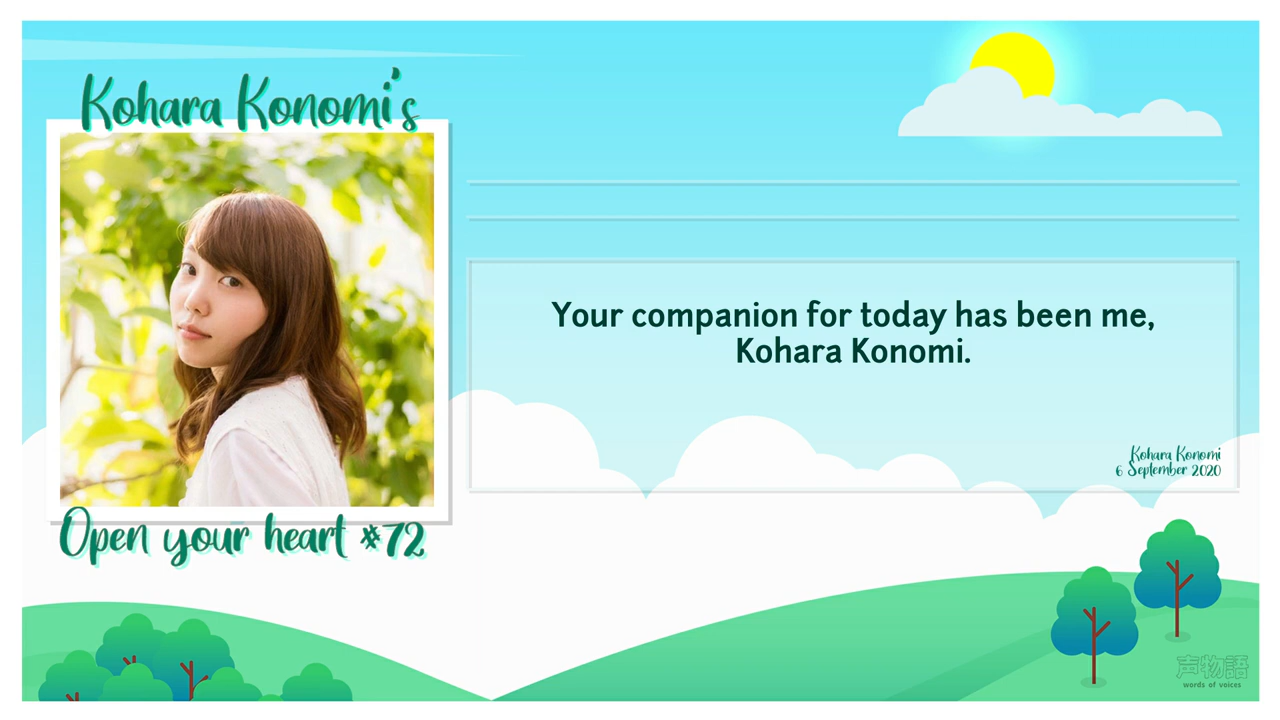 Kohara Konomi's
Open your heart #72
Your companion for today has been me,
Kohara Konomi.
Kohara Konomi
6 September 2020
声物語
words of voices